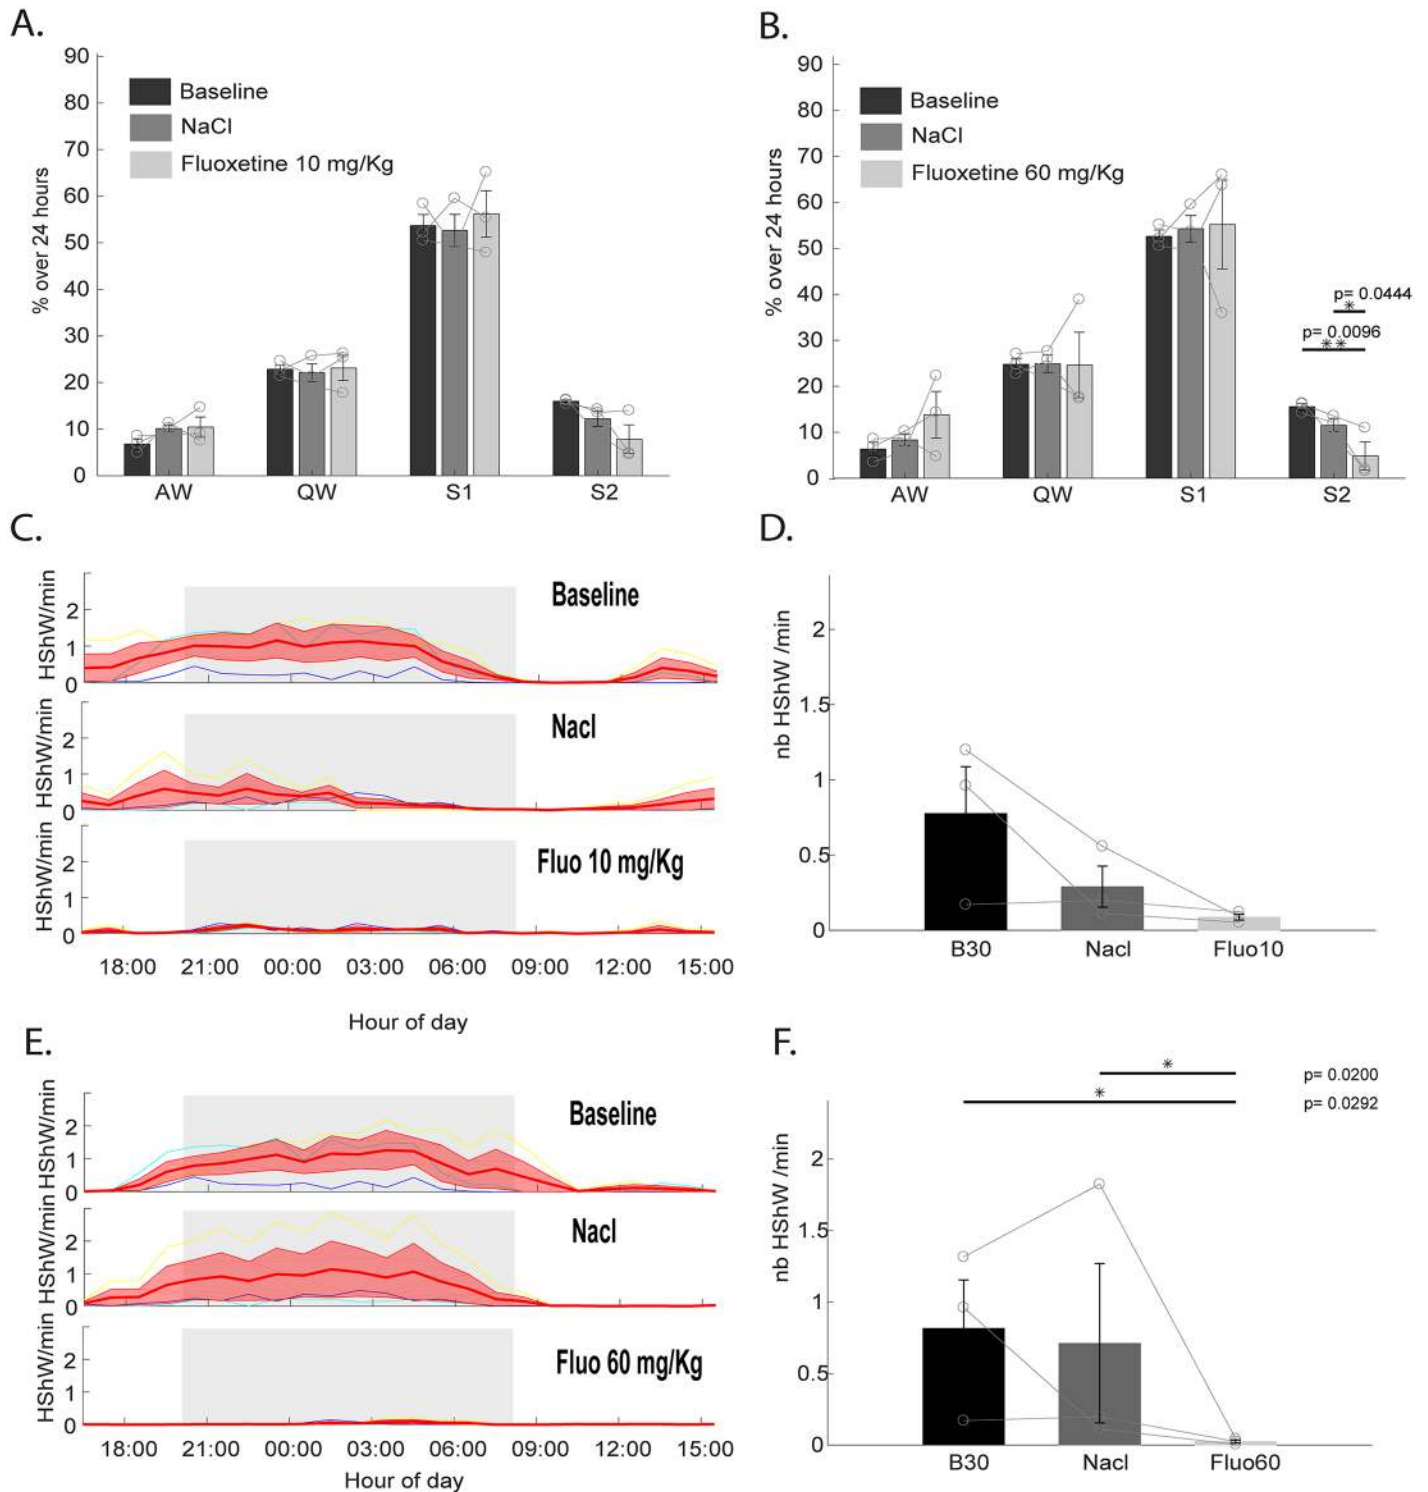 A.
% over 24 hours
90
80
70
60
50
40
30
20
10
0
Baseline
NaCl
Fluoxetine 10 mg/Kg
AW QW S1 S2
B.
% over 24 hours
90
80
70
60
50
40
30
20
10
0
Baseline
NaCl
Fluoxetine 60 mg/Kg
p= 0.0444
*
p= 0.0096
**
AW QW S1 S2
C.
HShW/min
2
1
0
Baseline
HShW/min
2
1
0
Nacl
HShW/min
2
1
0
Fluo 10 mg/Kg
18:00 21:00 00:00 03:00 06:00 09:00 12:00 15:00
Hour of day
D.
nb HShW /min
2
1.5
1
0.5
0
B30 Nacl Fluo10
E.
HShW/min
2
1
0
Baseline
HShW/min
2
1
0
Nacl
HShW/min
2
1
0
Fluo 60 mg/Kg
18:00 21:00 00:00 03:00 06:00 09:00 12:00 15:00
Hour of day
F.
* p= 0.0200
* p= 0.0292
nb HShW /min
2
1.5
1
0.5
0
B30 Nacl Fluo60